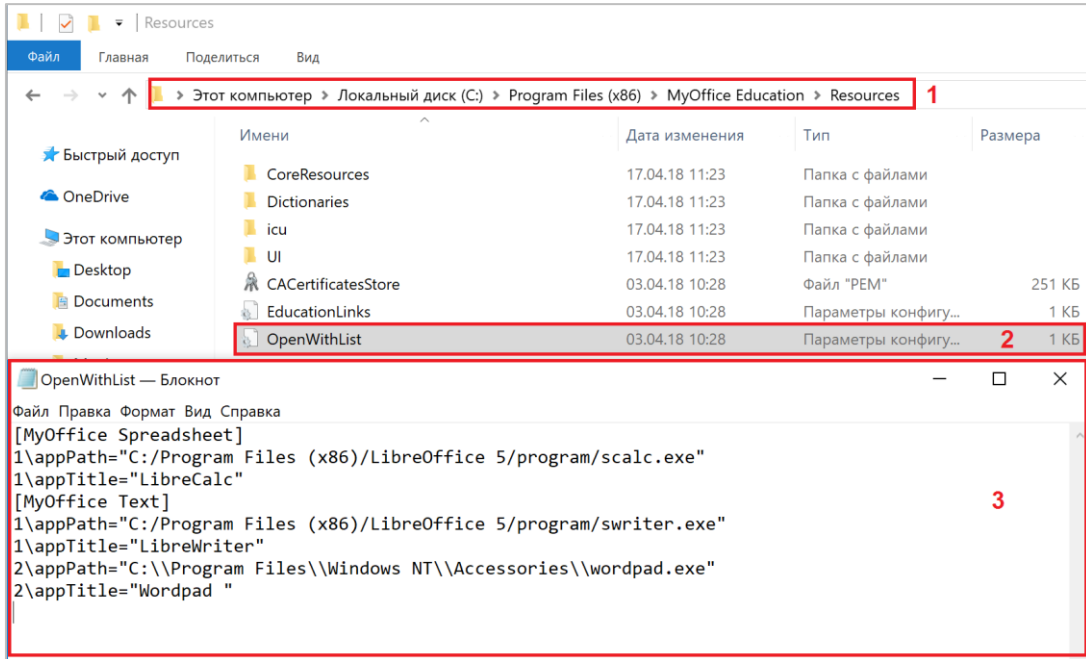 Resources
Файл Главная Поделиться Вид
Этот компьютер Локальный диск (C:) Program Files (x86) MyOffice Education Resources 1
Имени Дата изменения Тип Размера
Быстрый доступ
CoreResources 17.04.18 11:23 Папка с файлами
OneDrive
Dictionaries 17.04.18 11:23 Папка с файлами
icu 17.04.18 11:23 Папка с файлами
Этот компьютер
UI 17.04.18 11:23 Папка с файлами
Desktop
CACertificatesStore 03.04.18 10:28 Файл "PEM" 251 КБ
Documents
EducationLinks 03.04.18 10:28 Параметры конфигу... 1 КБ
Downloads
OpenWithList 03.04.18 10:28 Параметры конфигу... 2 1 КБ
OpenWithList — Блокнот
Файл Правка Формат Вид Справка
[MyOffice Spreadsheet]
1\appPath="C:/Program Files (x86)/LibreOffice 5/program/scalc.exe"
1\appTitle="LibreCalc"
[MyOffice Text]
3
1\appPath="C:/Program Files (x86)/LibreOffice 5/program/swriter.exe"
1\appTitle="LibreWriter"
2\appPath="C:\\Program Files\\Windows NT\\Accessories\\wordpad.exe"
2\appTitle="Wordpad "